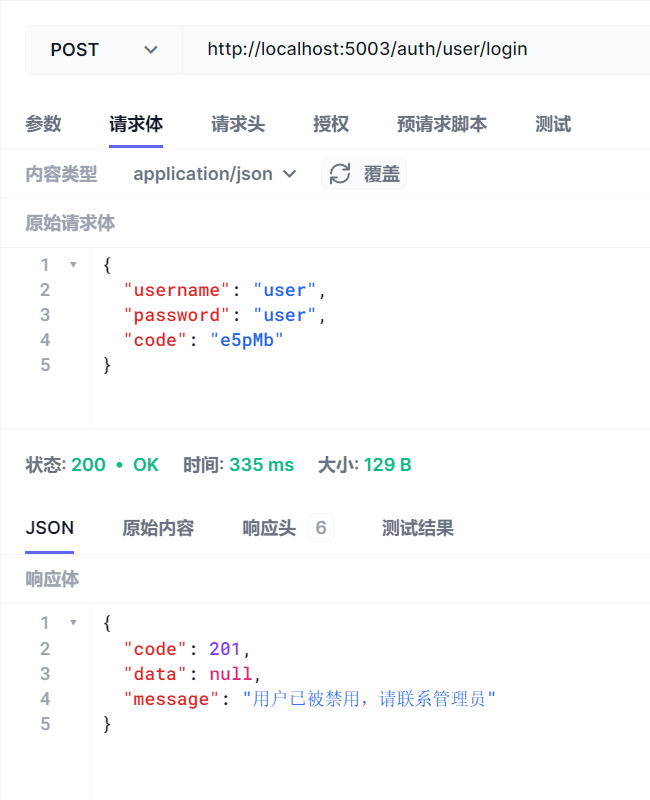 POST http://localhost:5003/auth/user/login
参数 请求体 请求头 授权 预请求脚本 测试
内容类型 application/json 覆盖
原始请求体
1 {
2 "username": "user",
3 "password": "user",
4 "code": "e5pMb"
5 }
状态: 200 • OK 时间: 335 ms 大小: 129 B
JSON 原始内容 响应头 6 测试结果
响应体
1 {
2 "code": 201,
3 "data": null,
4 "message": "用户已被禁用，请联系管理员"
5 }